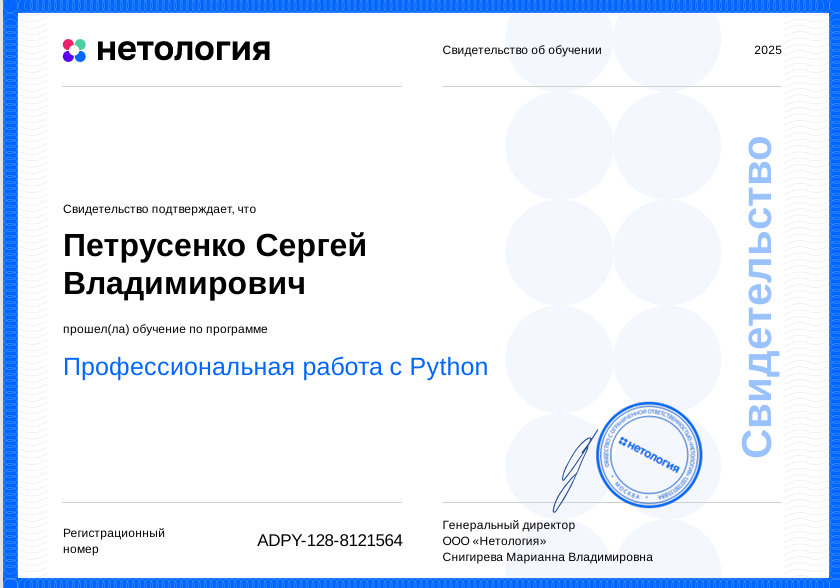 нетология
Свидетельство об обучении
2025
Свидетельство подтверждает, что
Петрусенко Сергей
Владимирович
прошел(ла) обучение по программе
Профессиональная работа с Python
Свидетельство
нетология
МОСКВА
Регистрационный
номер
ADPY-128-8121564
Генеральный директор
ООО «Нетология»
Снигирева Марианна Владимировна